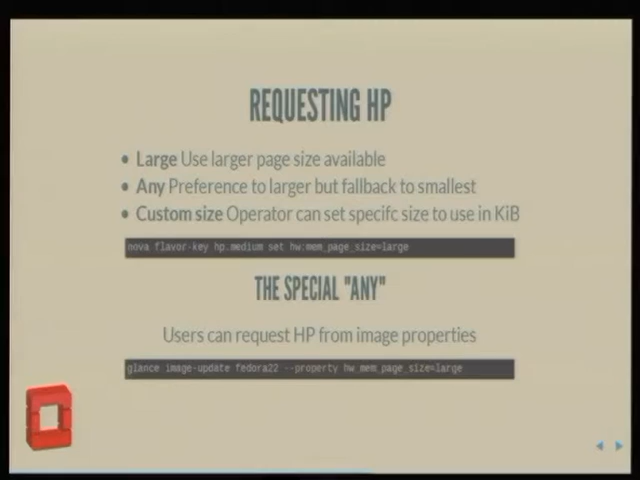 REQUESTING HP
• Large Use larger page size available
• Any Preference to larger but fallback to smallest
• Custom size Operator can set specifc size to use in KiB
nova flavor-key hp.medium set hw:mem_page_size=large
THE SPECIAL "ANY"
Users can request HP from image properties
glance image-update fedora22 --property hw_mem_page_size=large